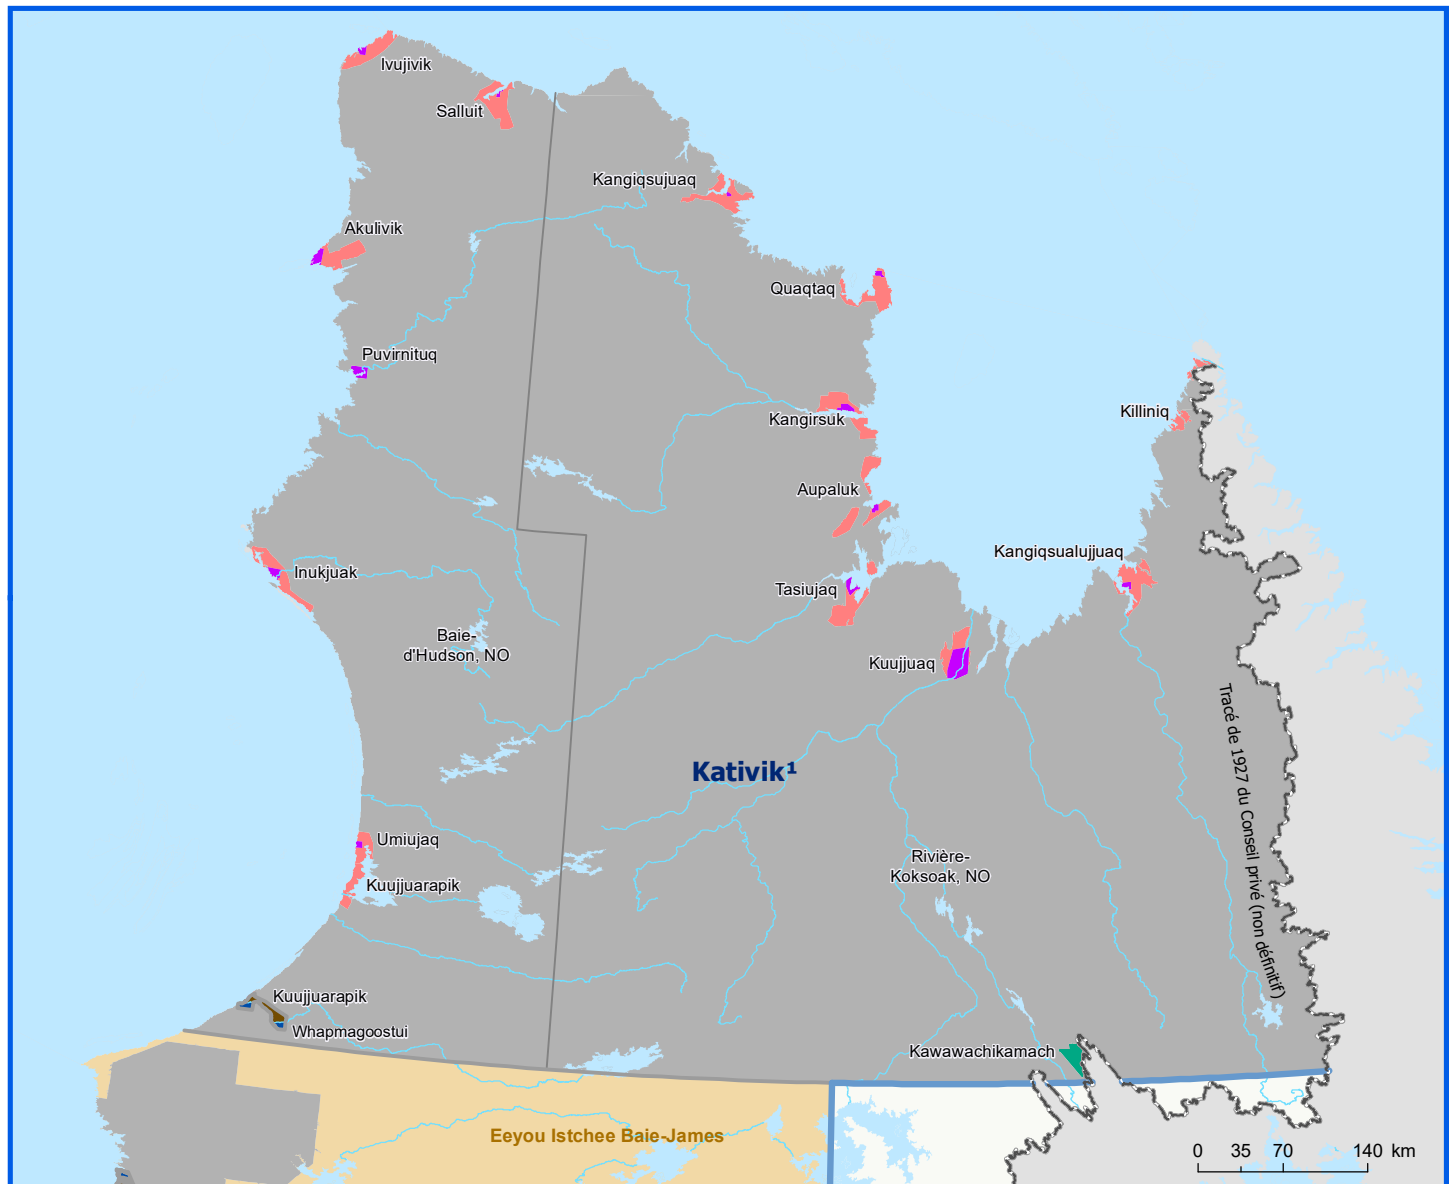 Ivujivik
Salluit
Kangiqsujuaq
Akulivik
Quaqtaq
Puvirnituq
Killiniq
Kangirsuk
Aupaluk
Kangiqsualujjuaq
Inukjuak
Tasiujaq
Baie-
d'Hudson, NO
Kuujjuaq
Tracé de 1927 du Conseil privé (non définitif)
Kativik¹
Umiujaq
Rivière-
Koksoak, NO
Kuujjuarapik
Kuujjuarapik
Whapmagoostui
Kawawachikamach
Eeyou Istchee Baie-James
0 35 70 140 km